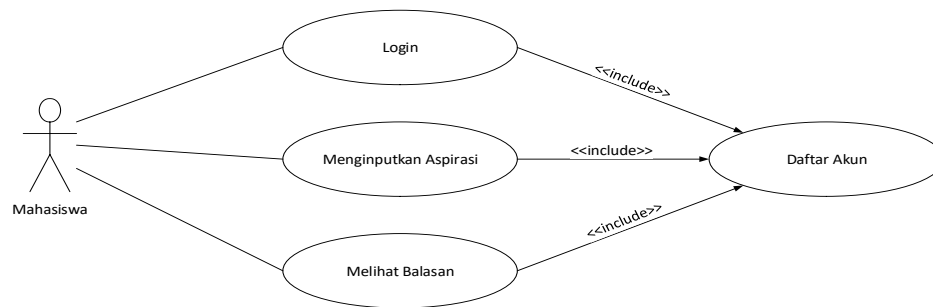 Login
<<include>>
Menginputkan Aspirasi
<<include>>
Daftar Akun
Mahasiswa
<<include>>
Melihat Balasan